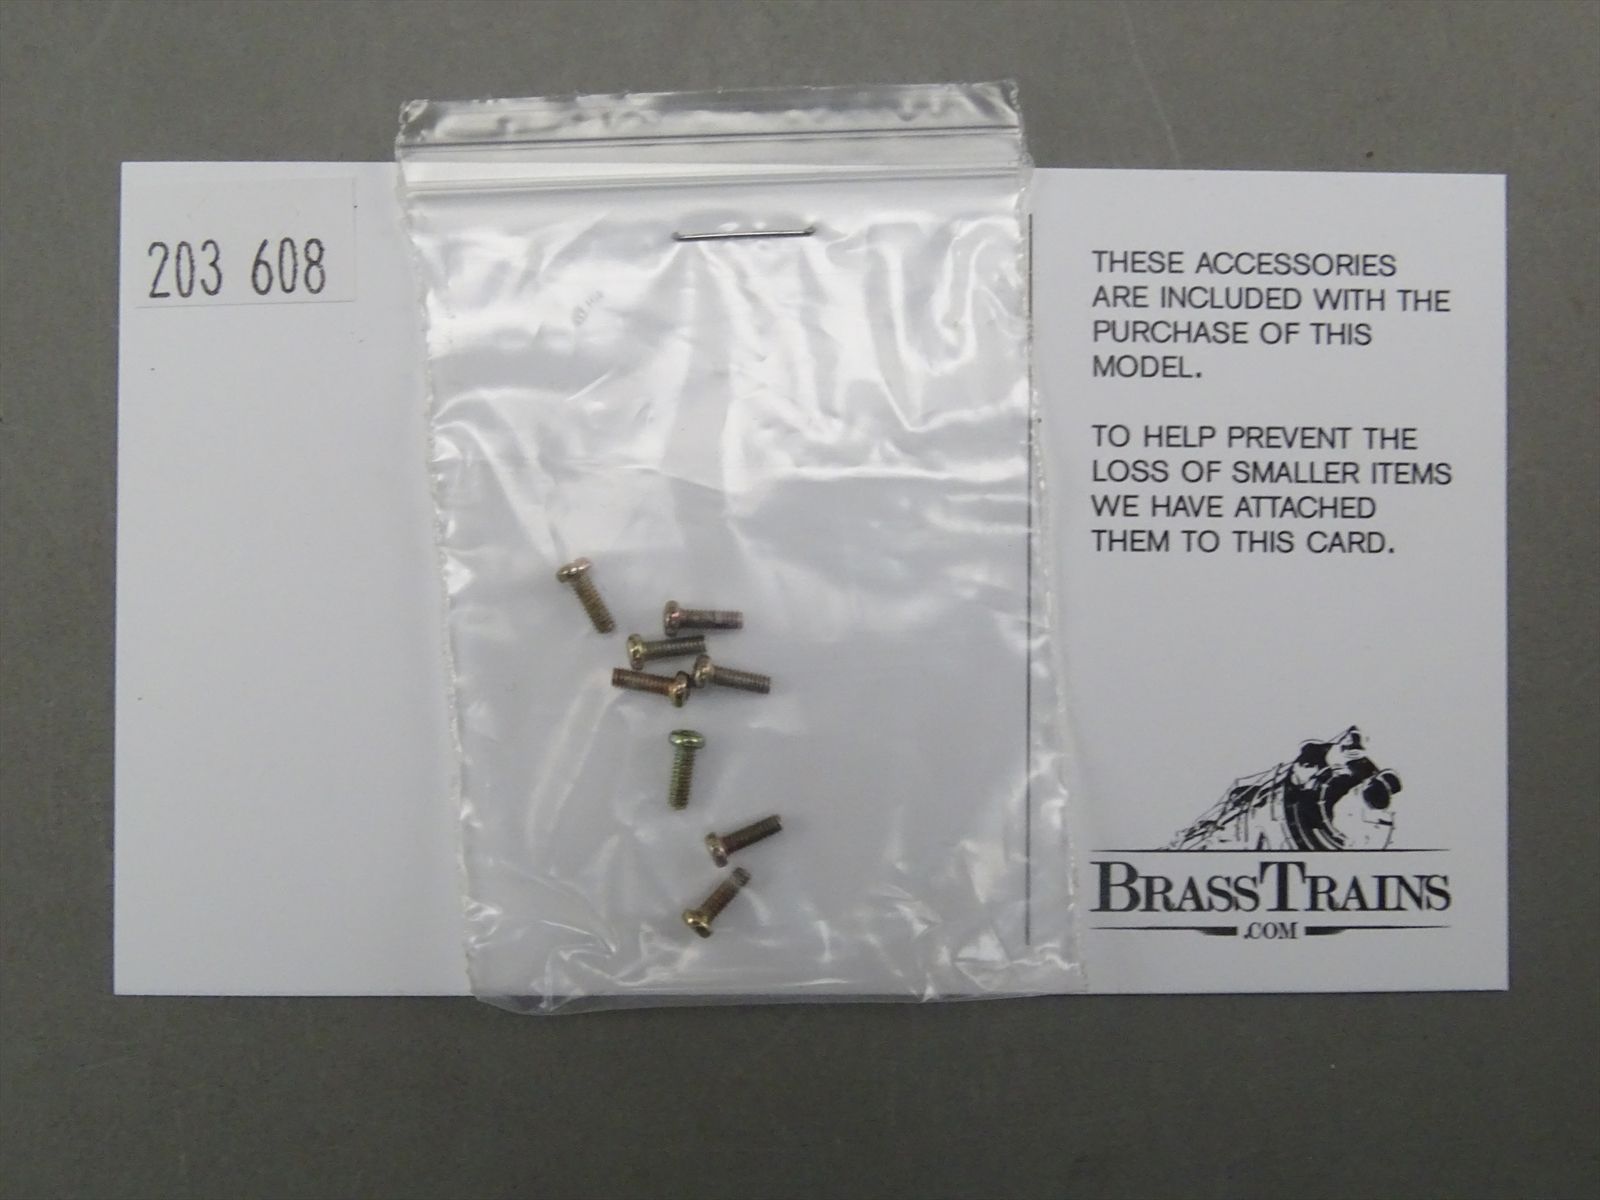 203 608
THESE ACCESSORIES
ARE INCLUDED WITH THE
PURCHASE OF THIS
MODEL.
TO HELP PREVENT THE
LOSS OF SMALLER ITEMS
WE HAVE ATTACHED
THEM TO THIS CARD.
BRASSTRAINS
.COM